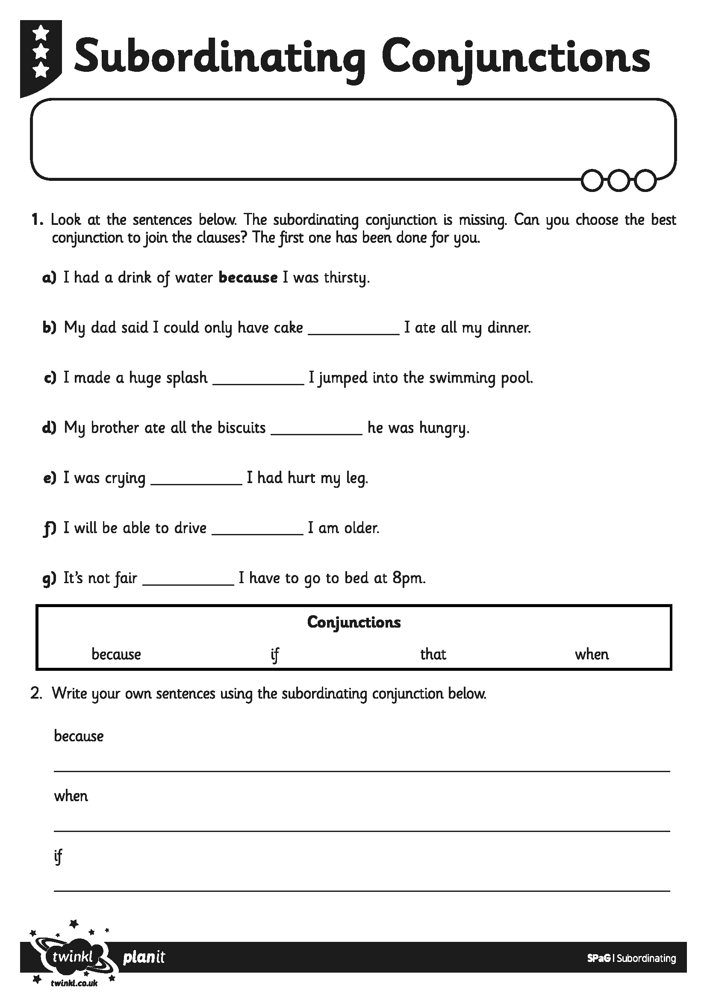 Subordinating Conjunctions
1. Look at the sentences below. The subordinating conjunction is missing. Can you choose the best
conjunction to join the clauses? The first one has been done for you.
a) I had a drink of water because I was thirsty.
b) My dad said I could only have cake ___________ I ate all my dinner.
c) I made a huge splash ___________ I jumped into the swimming pool.
d) My brother ate all the biscuits ___________ he was hungry.
e) I was crying ___________ I had hurt my leg.
f) I will be able to drive ___________ I am older.
g) It's not fair ___________ I have to go to bed at 8pm.
Conjunctions
because if that when
2. Write your own sentences using the subordinating conjunction below.
because
when
if
twinkl planit
SPaG | Subordinating
twinkl.co.uk